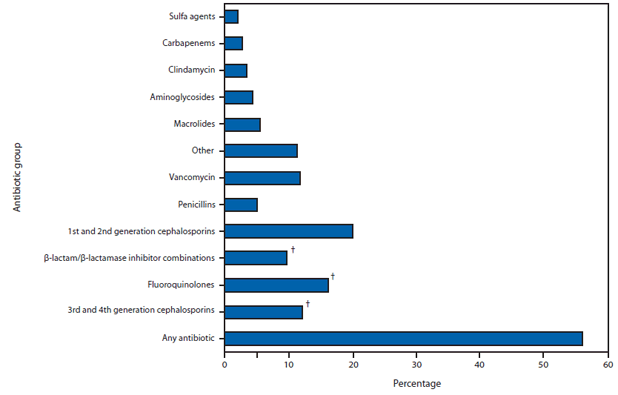 Sulfa agents
Carbapenems
Clindamycin
Aminoglycosides
Macrolides
Other
Vancomycin
Penicillins
1st and 2nd generation cephalosporins
β-lactam/β-lactamase inhibitor combinations
†
Fluoroquinolones
†
3rd and 4th generation cephalosporins
†
Any antibiotic
Antibiotic group
0 10 20 30 40 50 60
Percentage